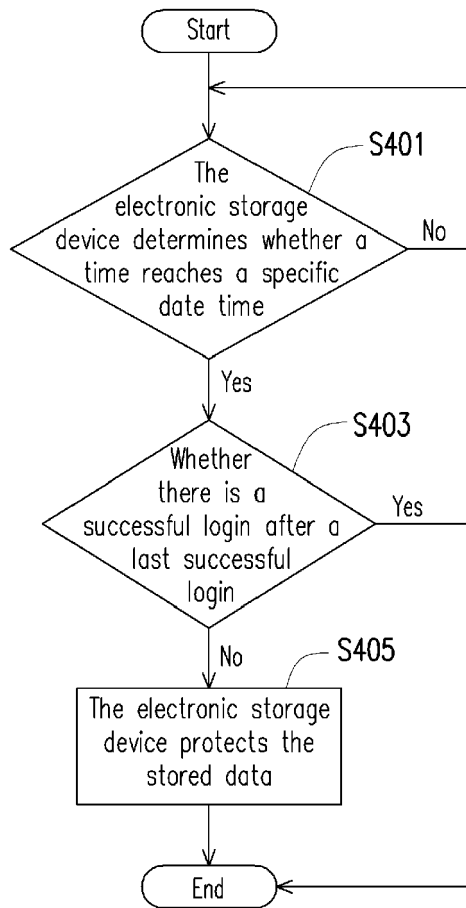 Start
S401
The
electronic storage
device determines whether a
time reaches a specific
date time
No
Yes
S403
Whether
there is a
successful login after a
last successful
login
Yes
No
S405
The electronic storage
device protects the
stored data
End